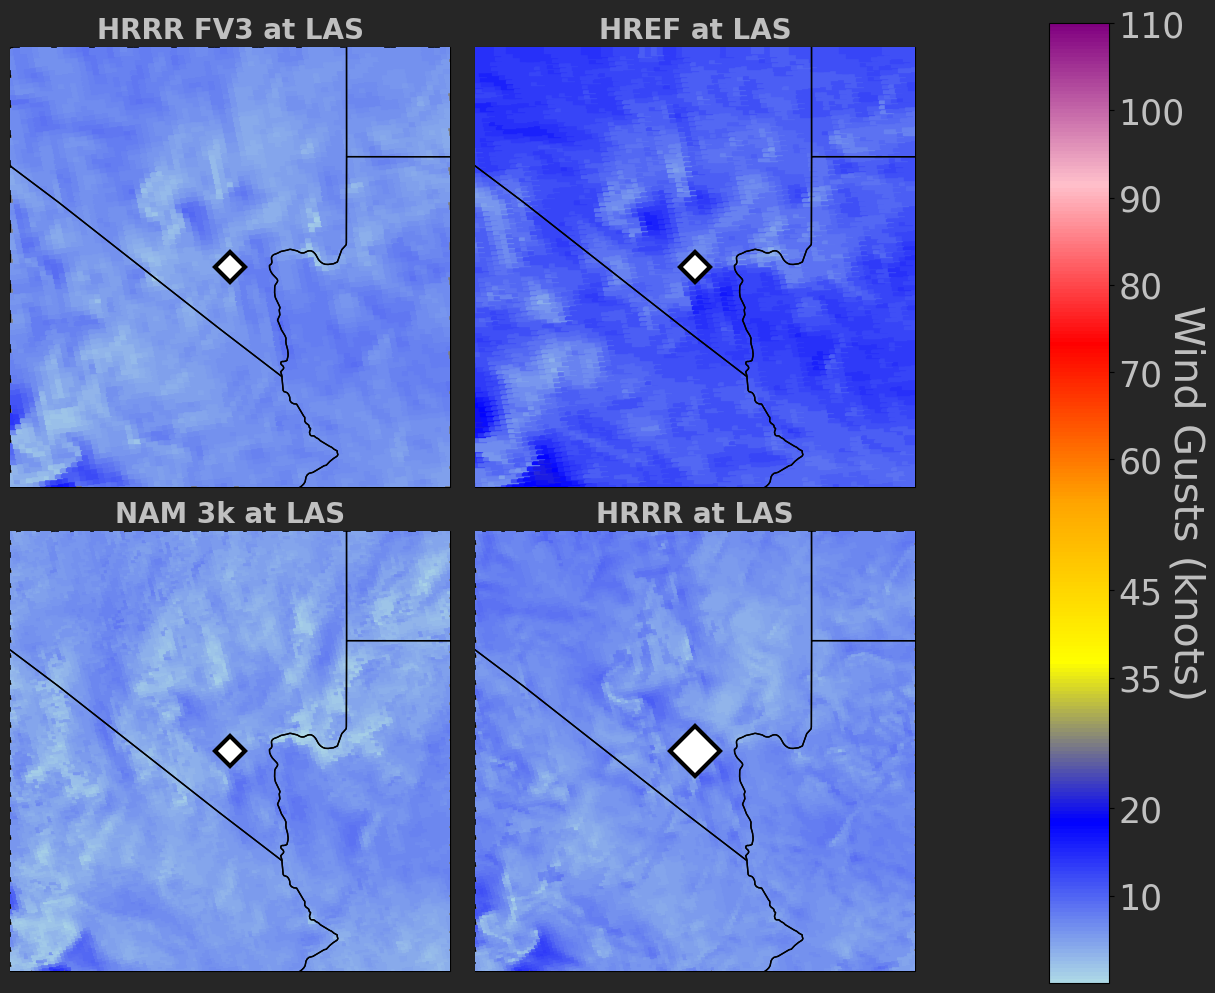 HRRR FV3 at LAS
HREF at LAS
NAM 3k at LAS
HRRR at LAS
110
100
90
80
70
60
45
35
20
10
Wind Gusts (knots)